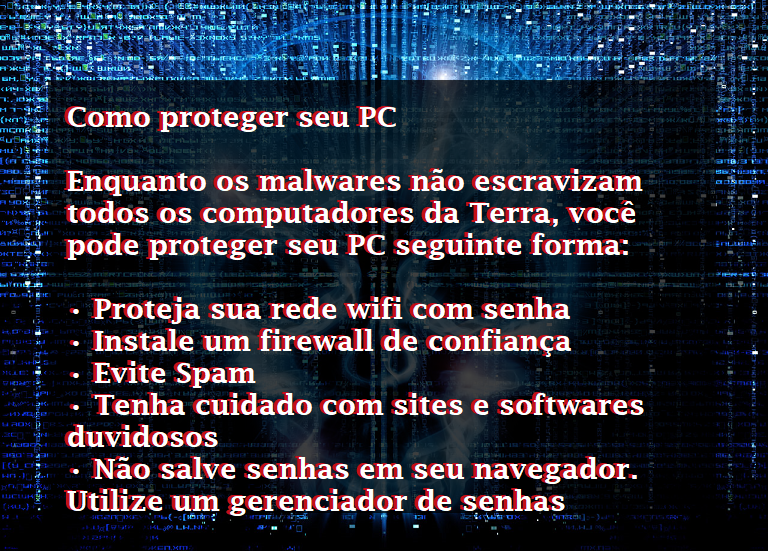 Como proteger seu PC
Enquanto os malwares não escravizam
todos os computadores da Terra, você
pode proteger seu PC seguinte forma:
• Proteja sua rede wifi com senha
• Instale um firewall de confiança
• Evite Spam
• Tenha cuidado com sites e softwares
duvidosos
• Não salve senhas em seu navegador.
Utilize um gerenciador de senhas